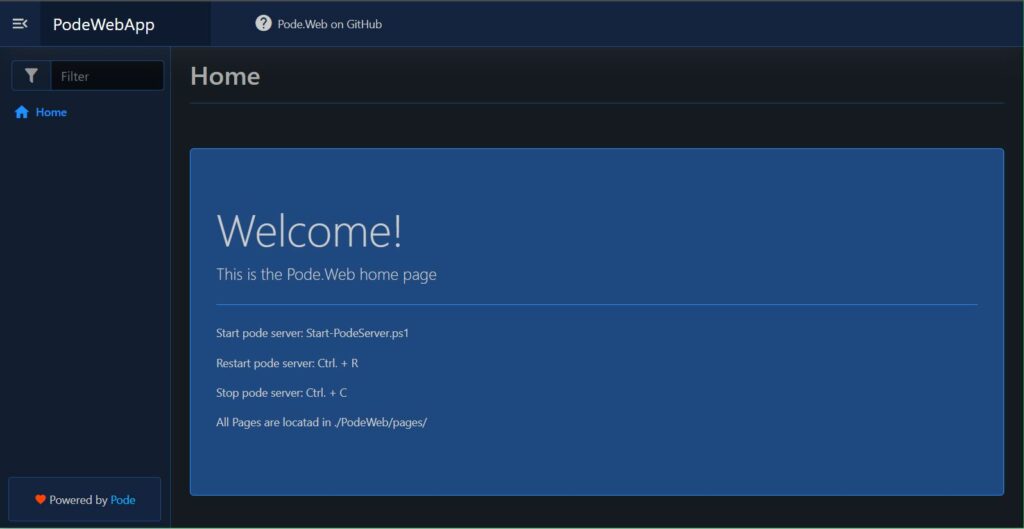 PodeWebApp
Pode.Web on GitHub
Filter
Home
Home
Welcome!
This is the Pode.Web home page
Start pode server: Start-PodeServer.ps1
Restart pode server: Ctrl. + R
Stop pode server: Ctrl. + C
All Pages are locatad in ./PodeWeb/pages/
Powered by Pode